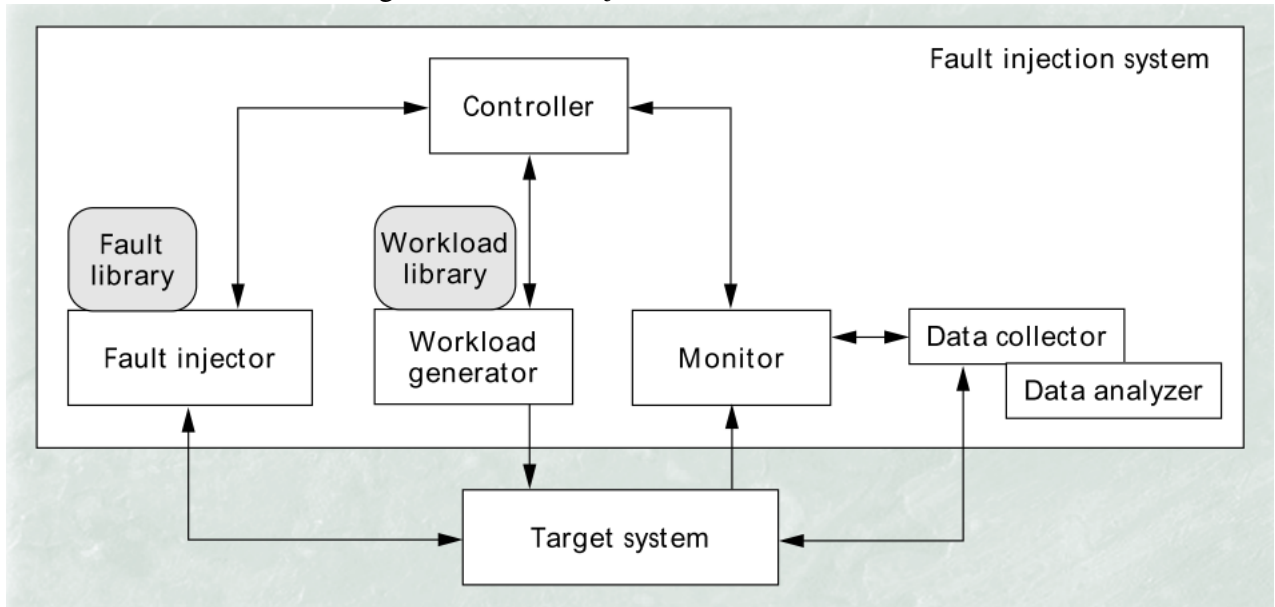 Fault injection system
Controller
Fault
library
Workload
library
Fault injector
Workload
generator
Monitor
Data collector
Data analyzer
Target system